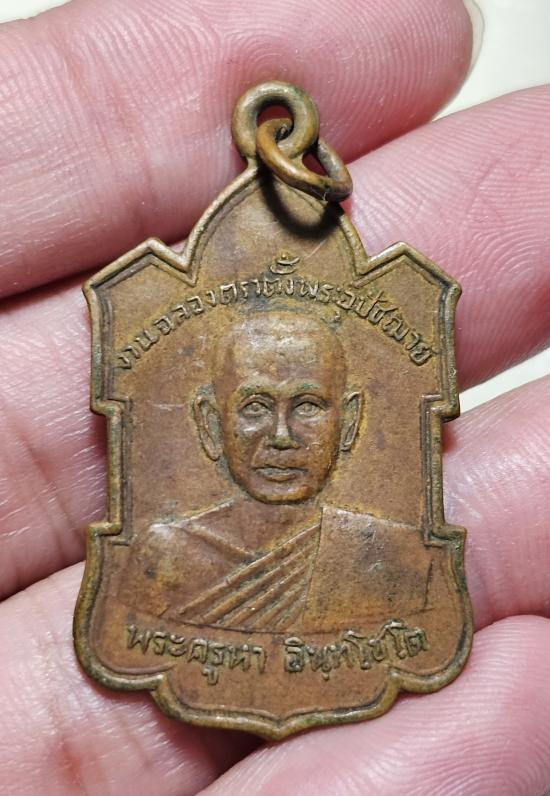 งานฉลองตราตั้งพระอุปัชฌาย์
พระครูหา อินฺทโชโต